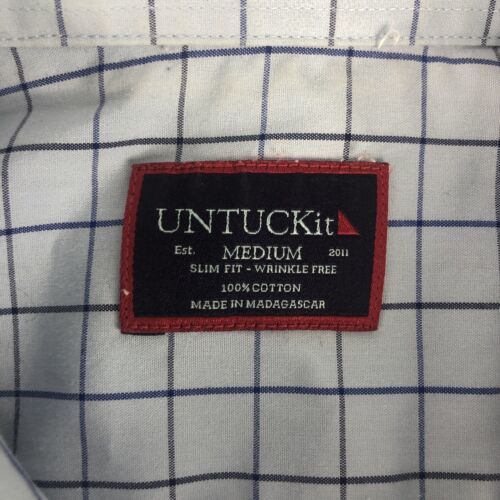 UNTUCKit
Est. MEDIUM 2011
SLIM FIT - WRINKLE FREE
100% COTTON
MADE IN MADAGASCAR